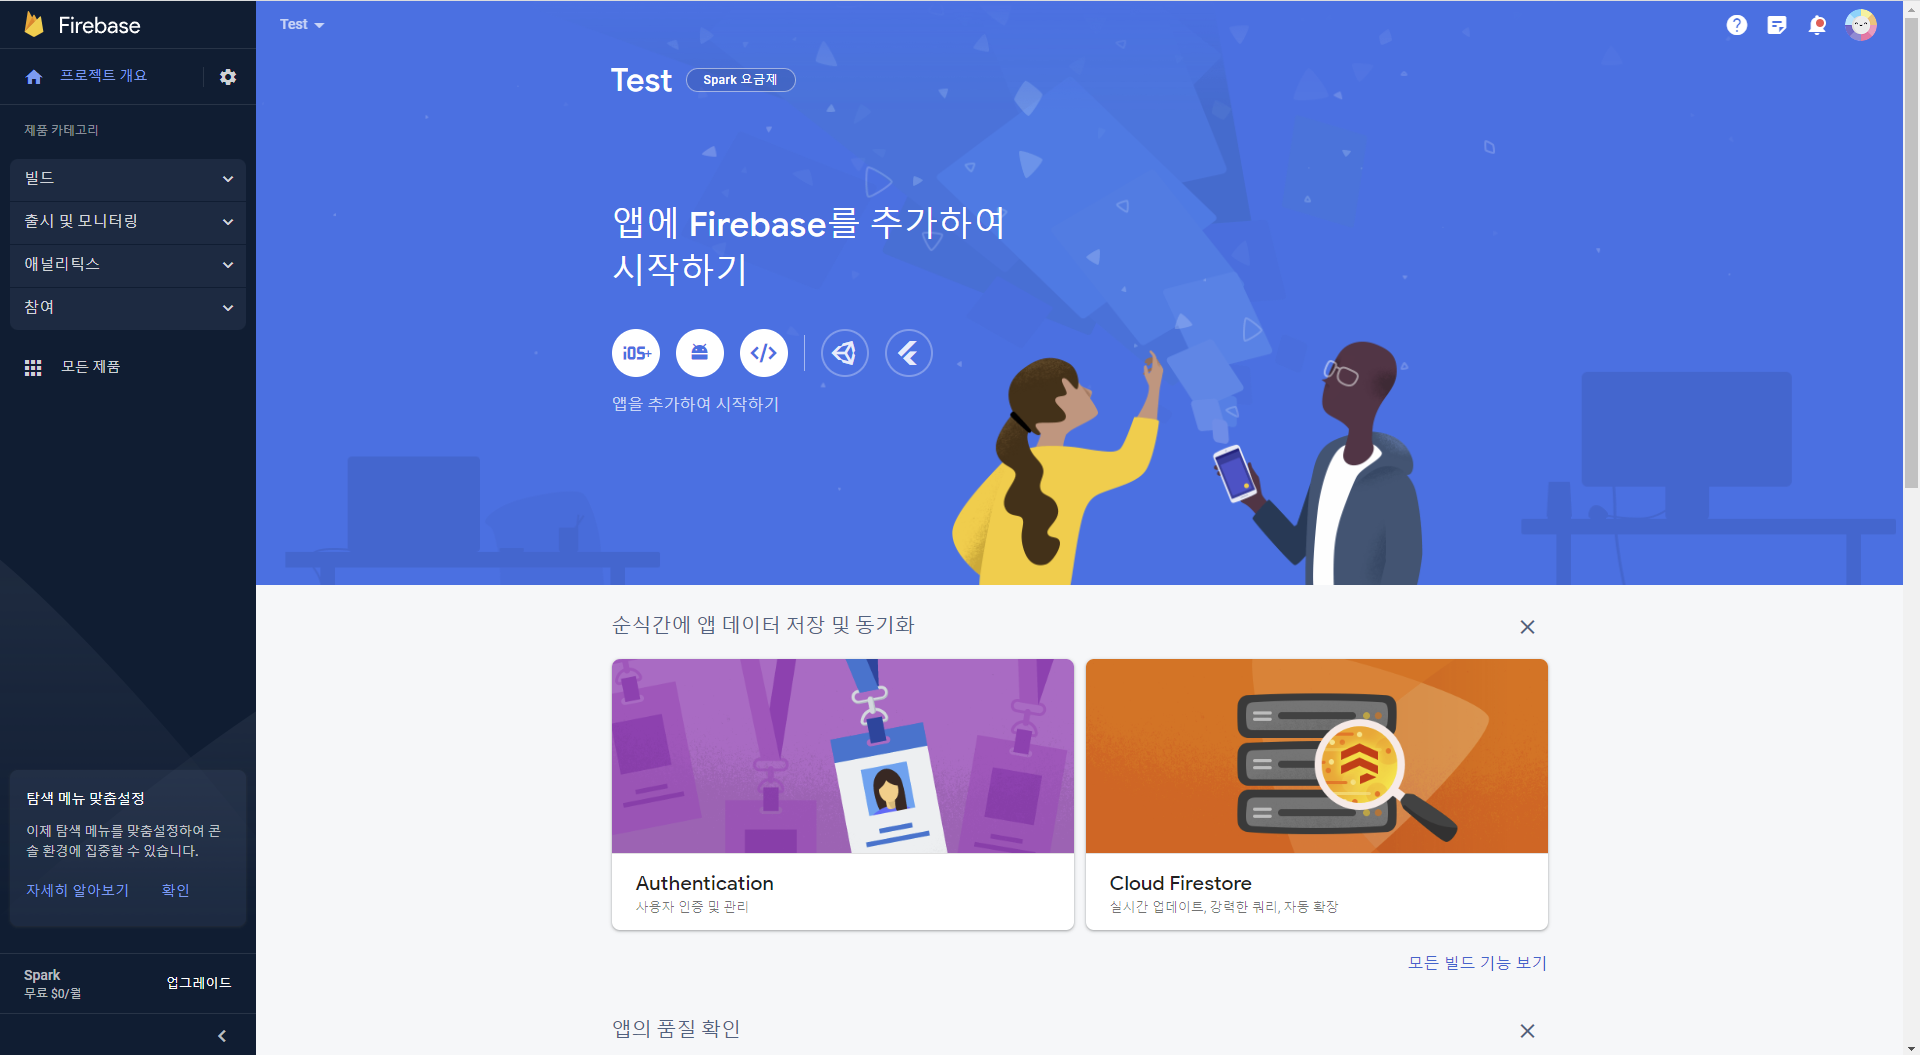 Firebase
프로젝트 개요
제품 카테고리
빌드
출시 및 모니터링
애널리틱스
참여
모든 제품
탐색 메뉴 맞춤설정
이제 탐색 메뉴를 맞춤설정하여 콘
솔 환경에 집중할 수 있습니다.
자세히 알아보기 확인
Spark
무료 $0/월
업그레이드
Test
Test
Spark 요금제
앱에 Firebase를 추가하여
시작하기
iOS+
앱을 추가하여 시작하기
순식간에 앱 데이터 저장 및 동기화
Authentication
사용자 인증 및 관리
Cloud Firestore
실시간 업데이트, 강력한 쿼리, 자동 확장
모든 빌드 기능 보기
앱의 품질 확인